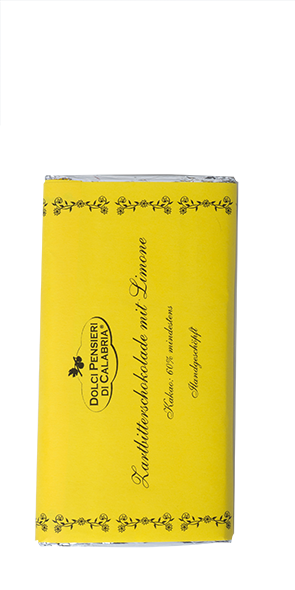 DOLCI PENSIERI
DI CALABRIA®
Zartbitterschokolade mit Limone
Kakao: 60% mindestens
Handgeschöpft